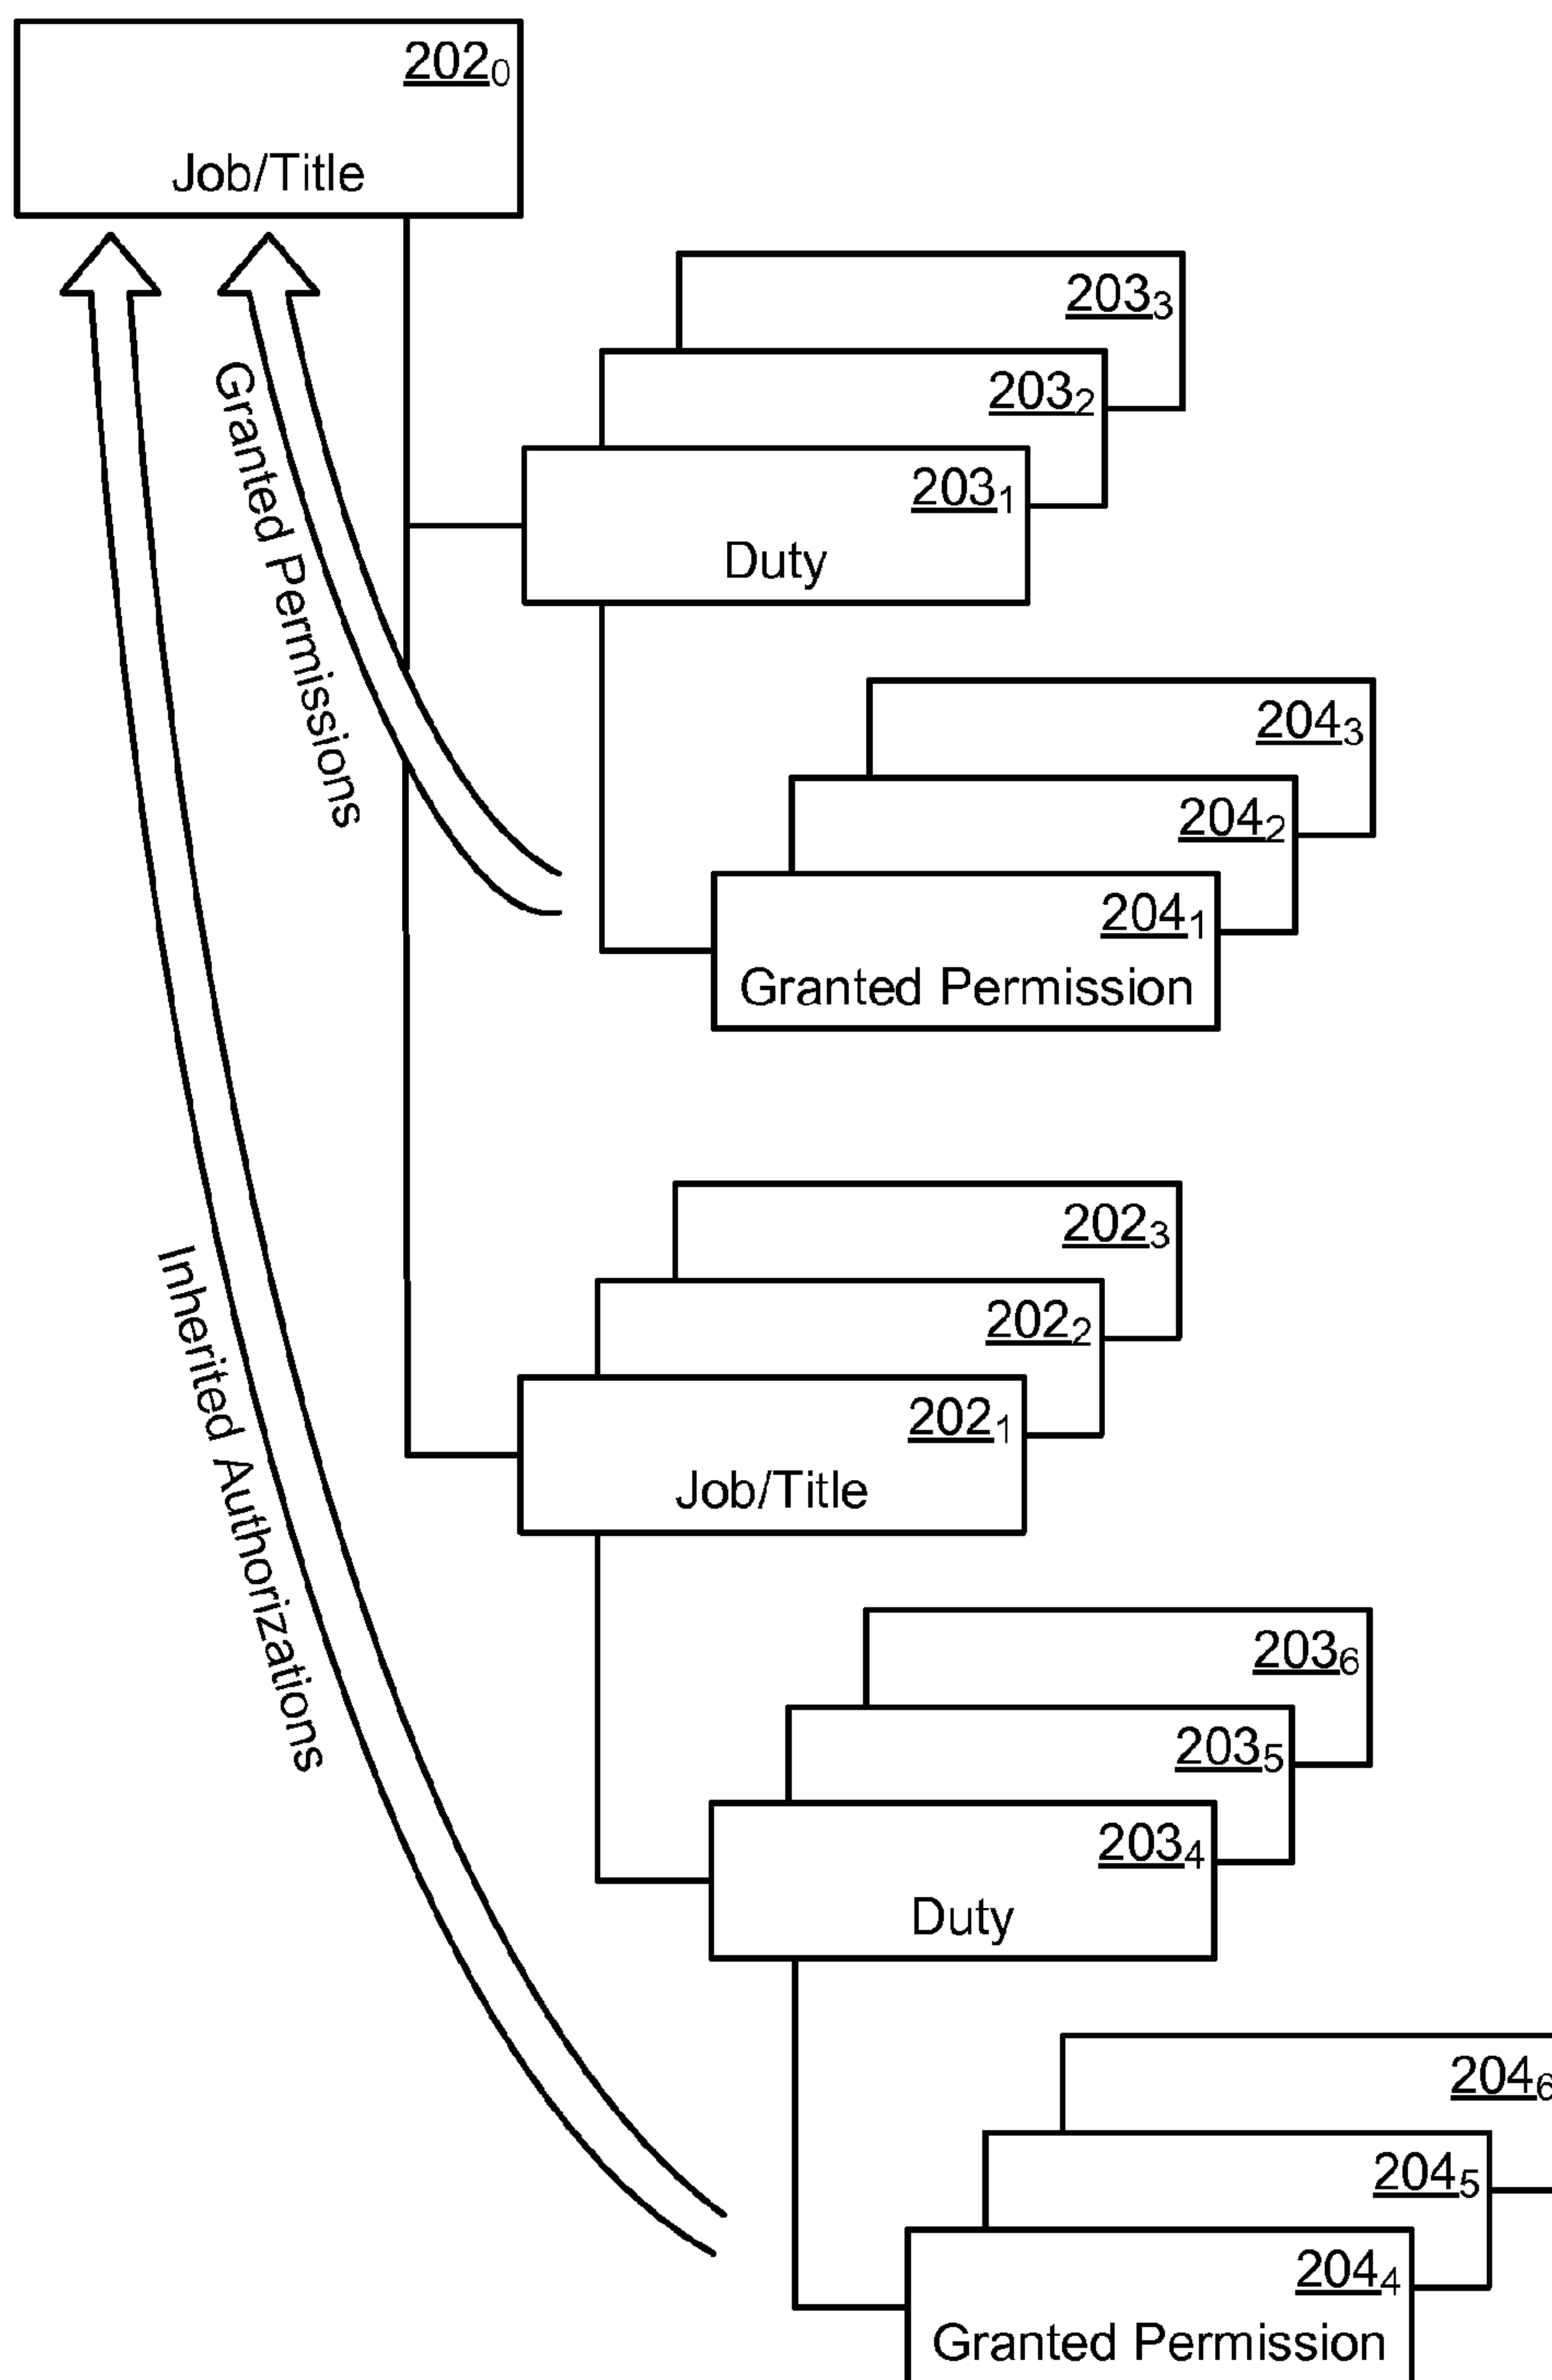 202₀
Job/Title
203₃
203₂
203₁
Duty
Granted Permissions
204₃
204₂
204₁
Granted Permission
202₃
202₂
202₁
Job/Title
Inherited Authorizations
203₆
203₅
203₄
Duty
204₆
204₅
204₄
Granted Permission